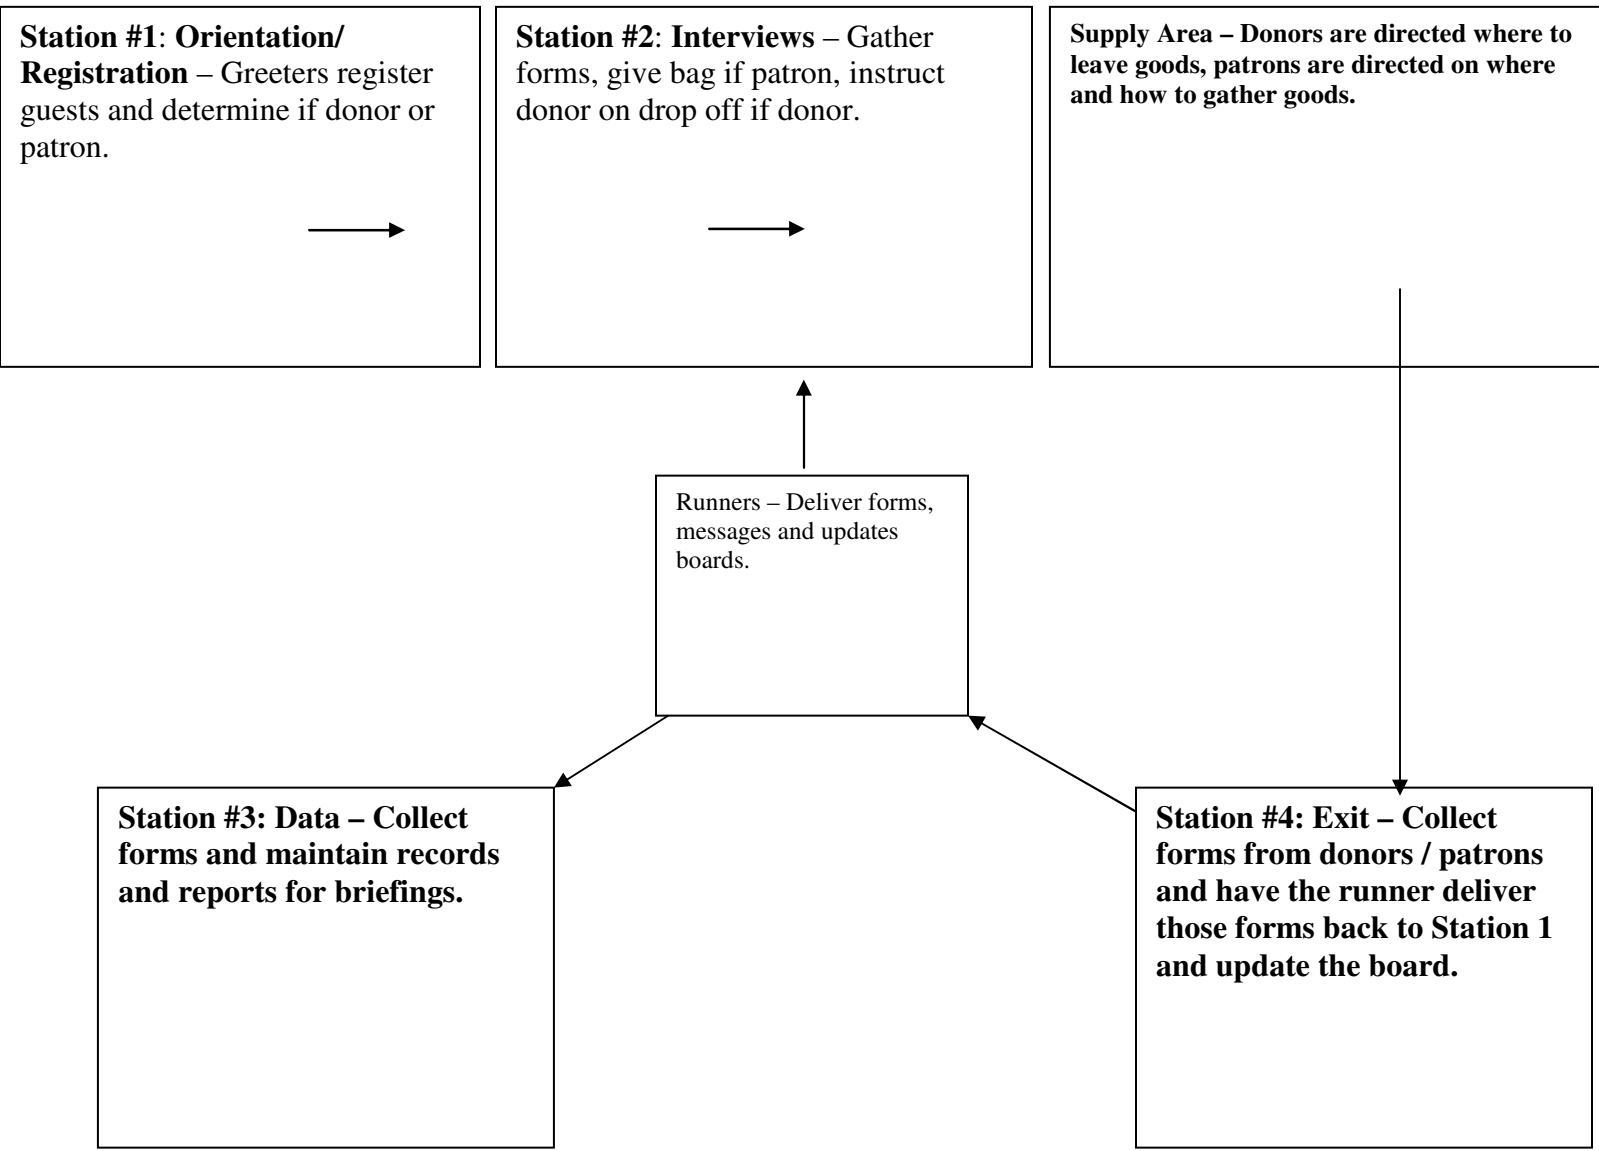 Station #1: Orientation/
Registration – Greeters register
guests and determine if donor or
patron.
Station #2: Interviews – Gather
forms, give bag if patron, instruct
donor on drop off if donor.
Supply Area – Donors are directed where to
leave goods, patrons are directed on where
and how to gather goods.
Runners – Deliver forms,
messages and updates
boards.
Station #3: Data – Collect
forms and maintain records
and reports for briefings.
Station #4: Exit – Collect
forms from donors / patrons
and have the runner deliver
those forms back to Station 1
and update the board.